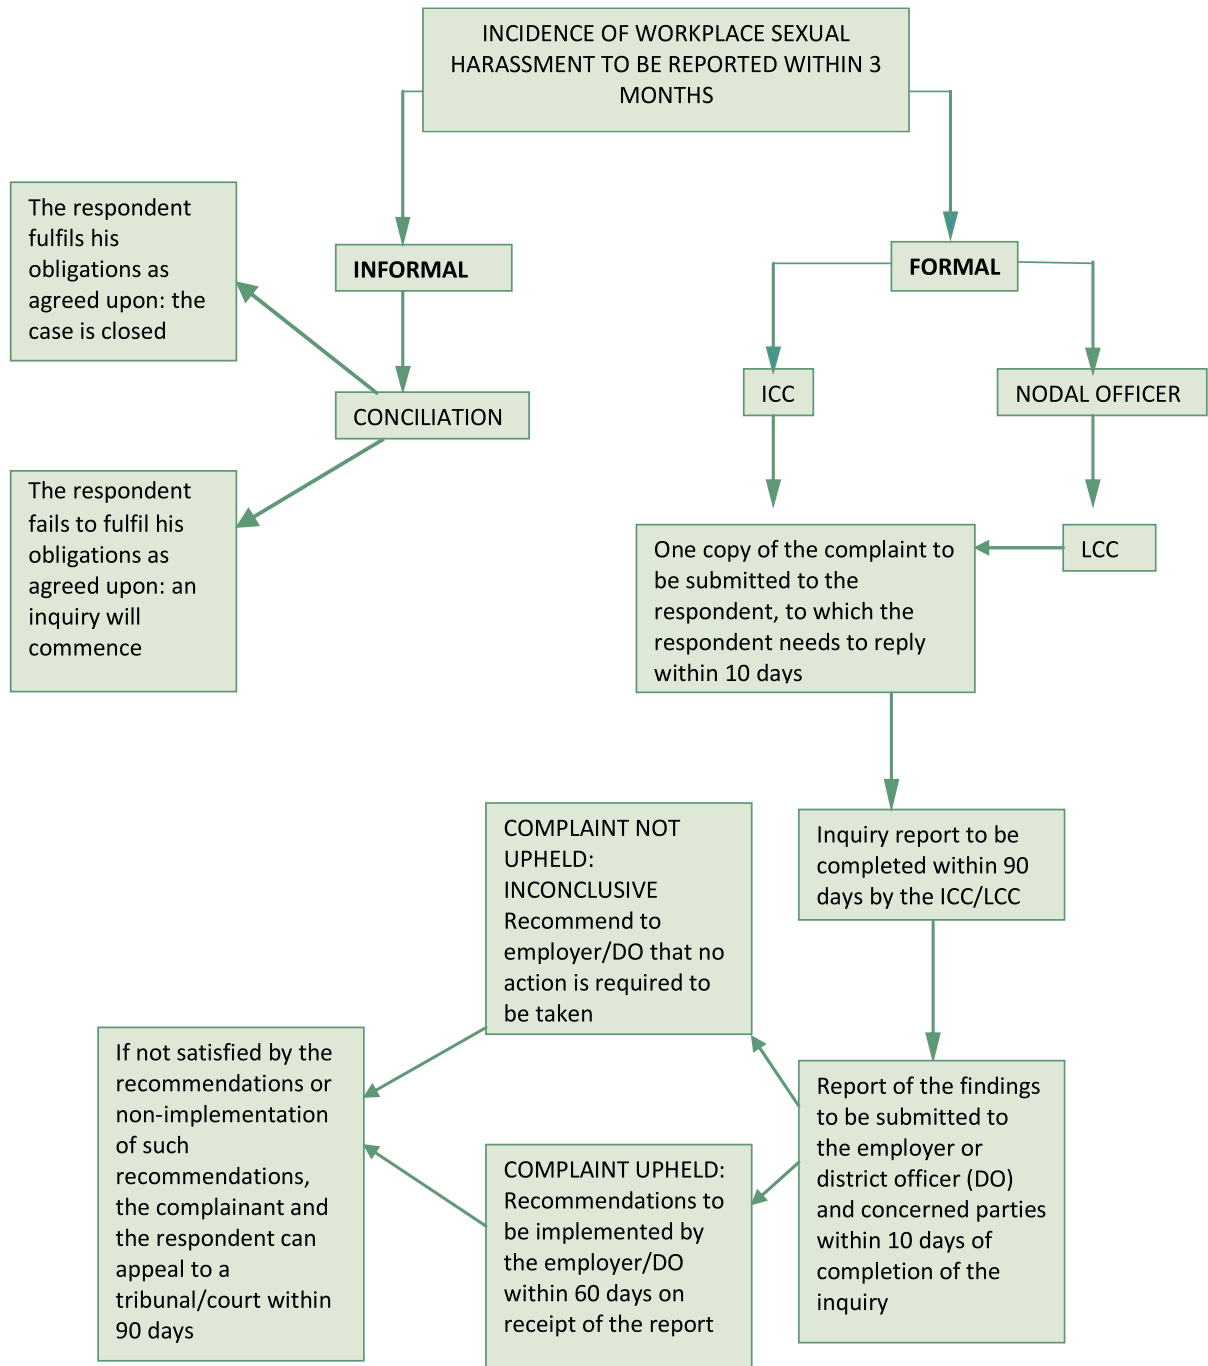 INCIDENCE OF WORKPLACE SEXUAL
HARASSMENT TO BE REPORTED WITHIN 3
MONTHS
The respondent
fulfils his
obligations as
agreed upon: the
case is closed
INFORMAL
FORMAL
CONCILIATION
ICC
NODAL OFFICER
The respondent
fails to fulfil his
obligations as
agreed upon: an
inquiry will
commence
One copy of the complaint to
be submitted to the
respondent, to which the
respondent needs to reply
within 10 days
LCC
Inquiry report to be
completed within 90
days by the ICC/LCC
COMPLAINT NOT
UPHELD:
INCONCLUSIVE
Recommend to
employer/DO that no
action is required to
be taken
Report of the findings
to be submitted to
the employer or
district officer (DO)
and concerned parties
within 10 days of
completion of the
inquiry
COMPLAINT UPHELD:
Recommendations to
be implemented by
the employer/DO
within 60 days on
receipt of the report
If not satisfied by the
recommendations or
non-implementation
of such
recommendations,
the complainant and
the respondent can
appeal to a
tribunal/court within
90 days